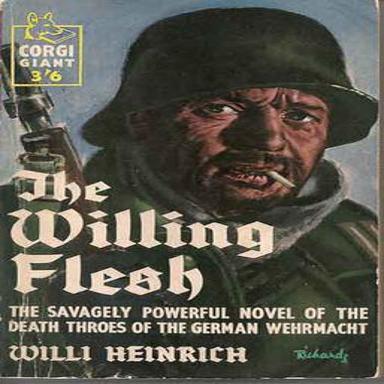 CORGI
GIANT
3'6
The
Willing
Flesh
THE SAVAGELY POWERFUL NOVEL OF THE
DEATH THROES OF THE GERMAN WEHRMACHT
WILLI HEINRICH
Richards